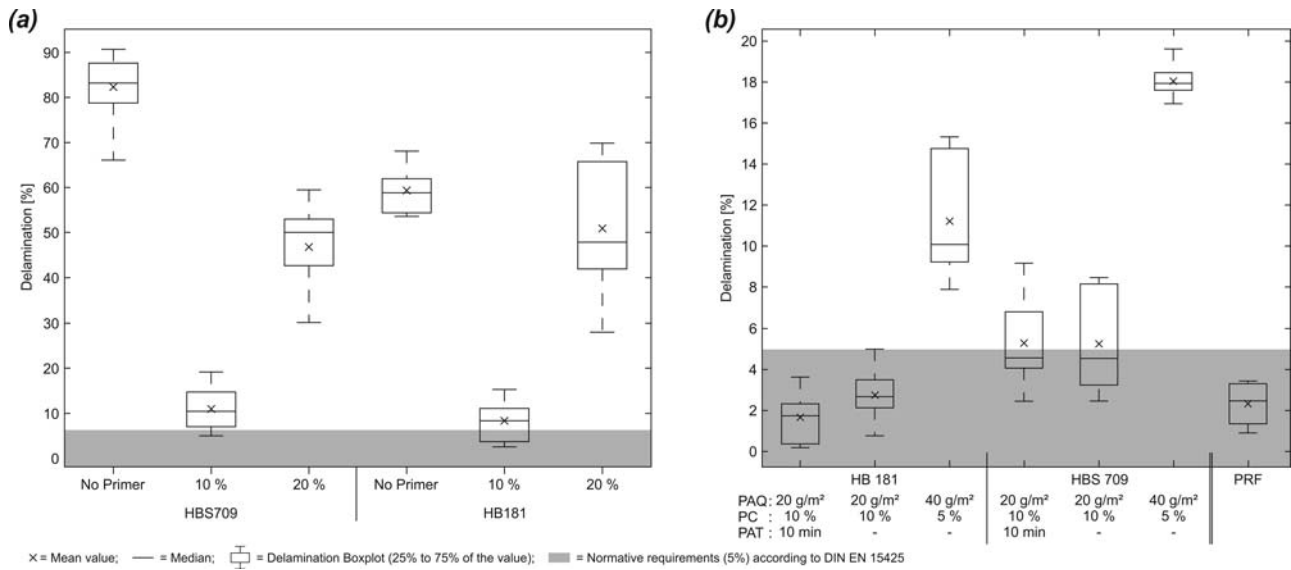 (a)
90
80
70
60
50
40
30
20
10
0
Delamination [%]
No Primer 10 % 20 % No Primer 10 % 20 %
HBS709 HB181
(b)
20
18
16
14
12
10
8
6
4
2
0
Delamination [%]
HB 181 HBS 709 PRF
PAQ: 20 g/m² 20 g/m² 40 g/m² 20 g/m² 20 g/m² 40 g/m²
PC : 10 % 10 % 5 % 10 % 10 % 5 %
PAT : 10 min - - 10 min - -
× = Mean value; — = Median; = Delamination Boxplot (25% to 75% of the value); = Normative requirements (5%) according to DIN EN 15425